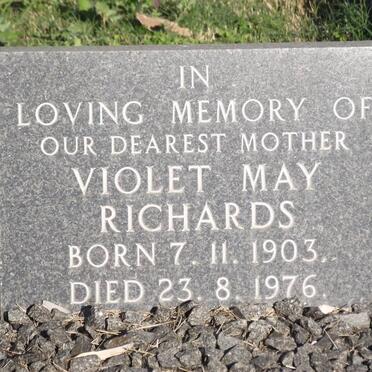 IN
LOVING MEMORY OF
OUR DEAREST MOTHER
VIOLET MAY
RICHARDS
BORN 7. 11. 1903.
DIED 23. 8. 1976.